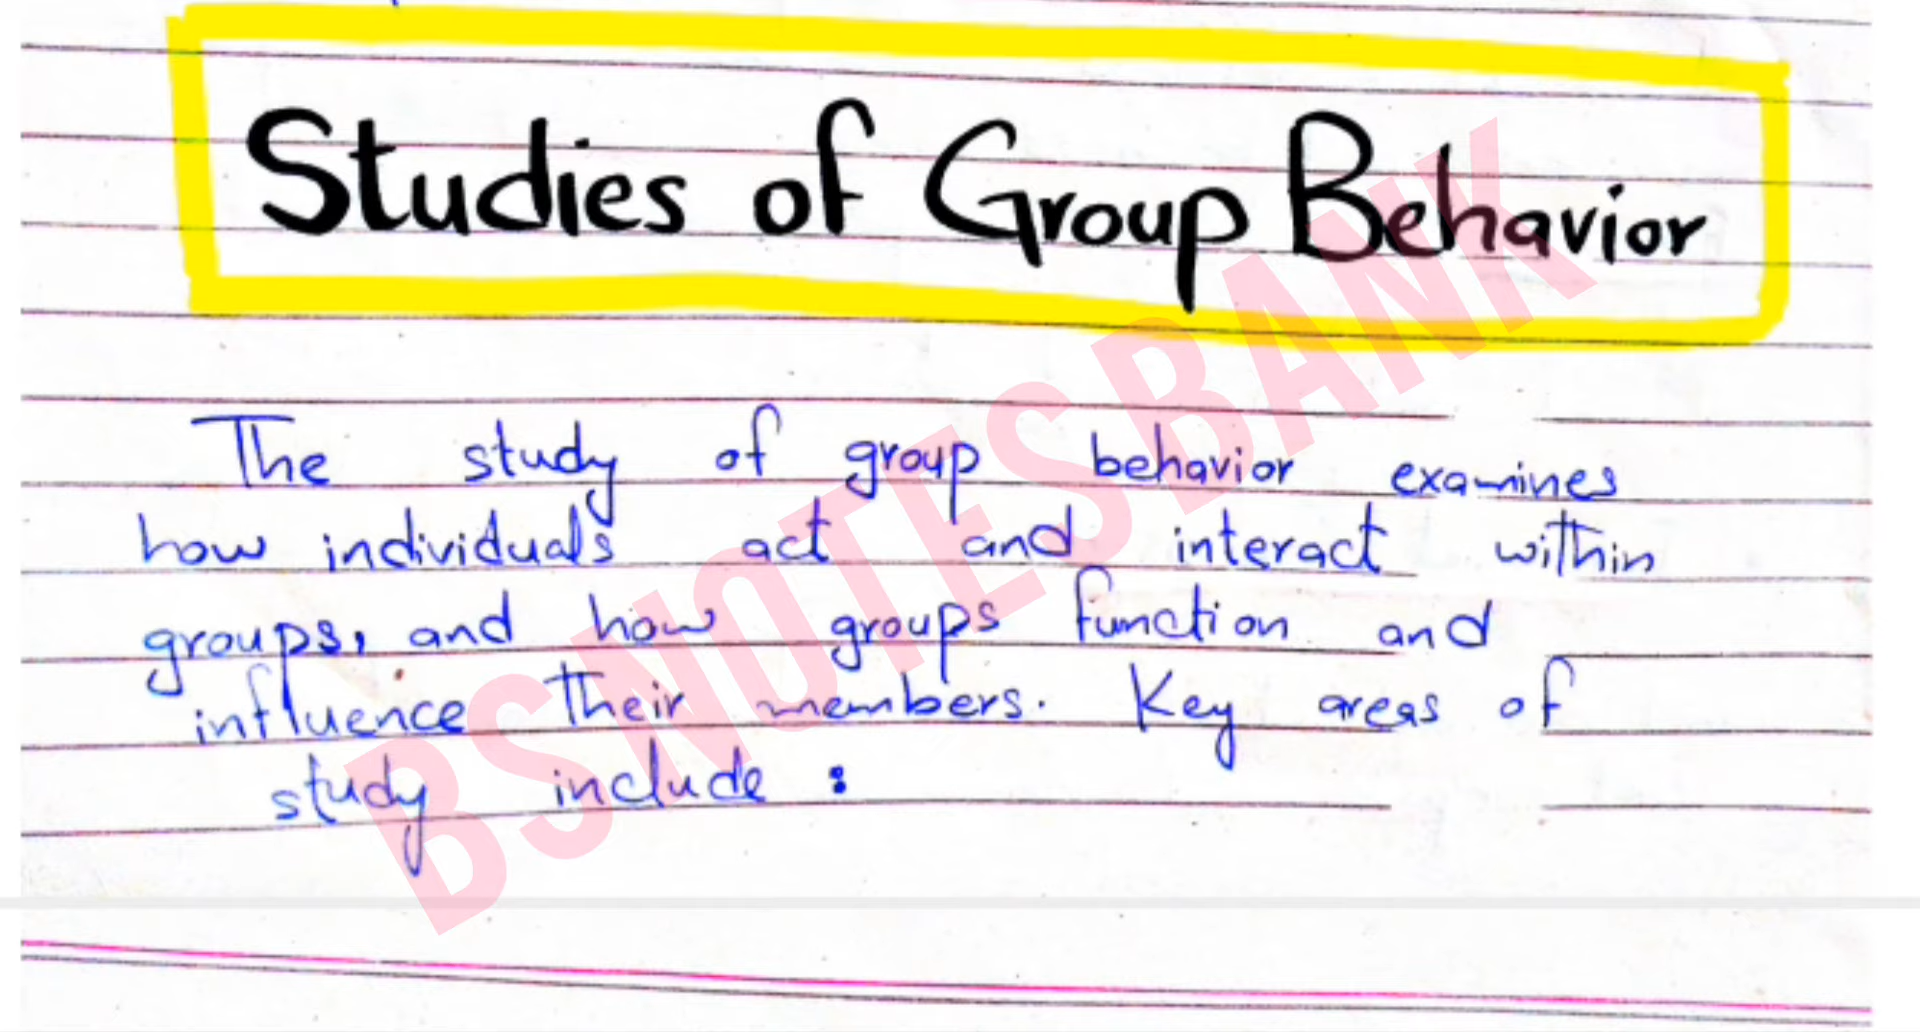 Studies of Group Behavior
The study of group behavior examines
how individuals act and interact within
groups, and how groups function and
influence their members. Key areas of
study include :
BSNOTESBANK